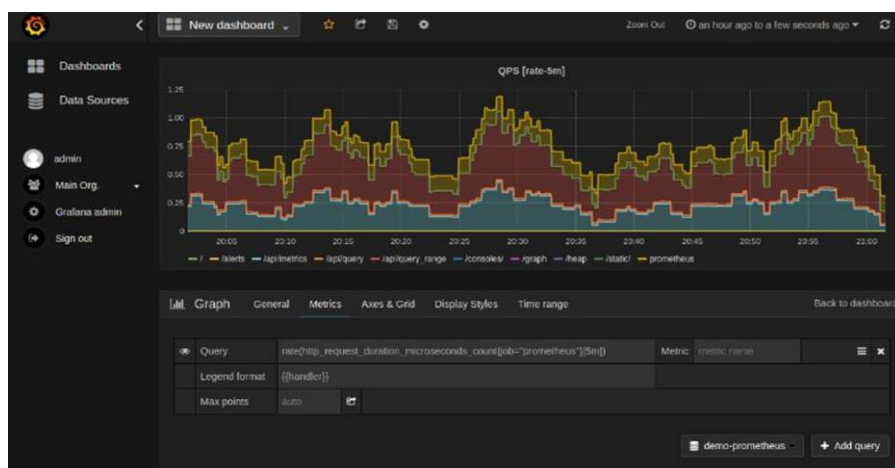 New dashboard
Zoom Out
an hour ago to a few seconds ago
Dashboards
Data Sources
admin
Main Org.
Grafana admin
Sign out
QPS [rate-5m]
1.25
1.00
0.75
0.50
0.25
0
20:05 20:10 20:15 20:20 20:25 20:30 20:35 20:40 20:45 20:50 20:55 21:00
/ /alerts /api/metrics /api/query /api/query_range /consoles/ /graph /heap /static/ prometheus
Graph General Metrics Axes & Grid Display Styles Time range Back to dashboard
Query rate(http_request_duration_microseconds_count{job="prometheus"}[5m]) Metric metric name
Legend format {{handler}}
Max points auto
demo-prometheus + Add query